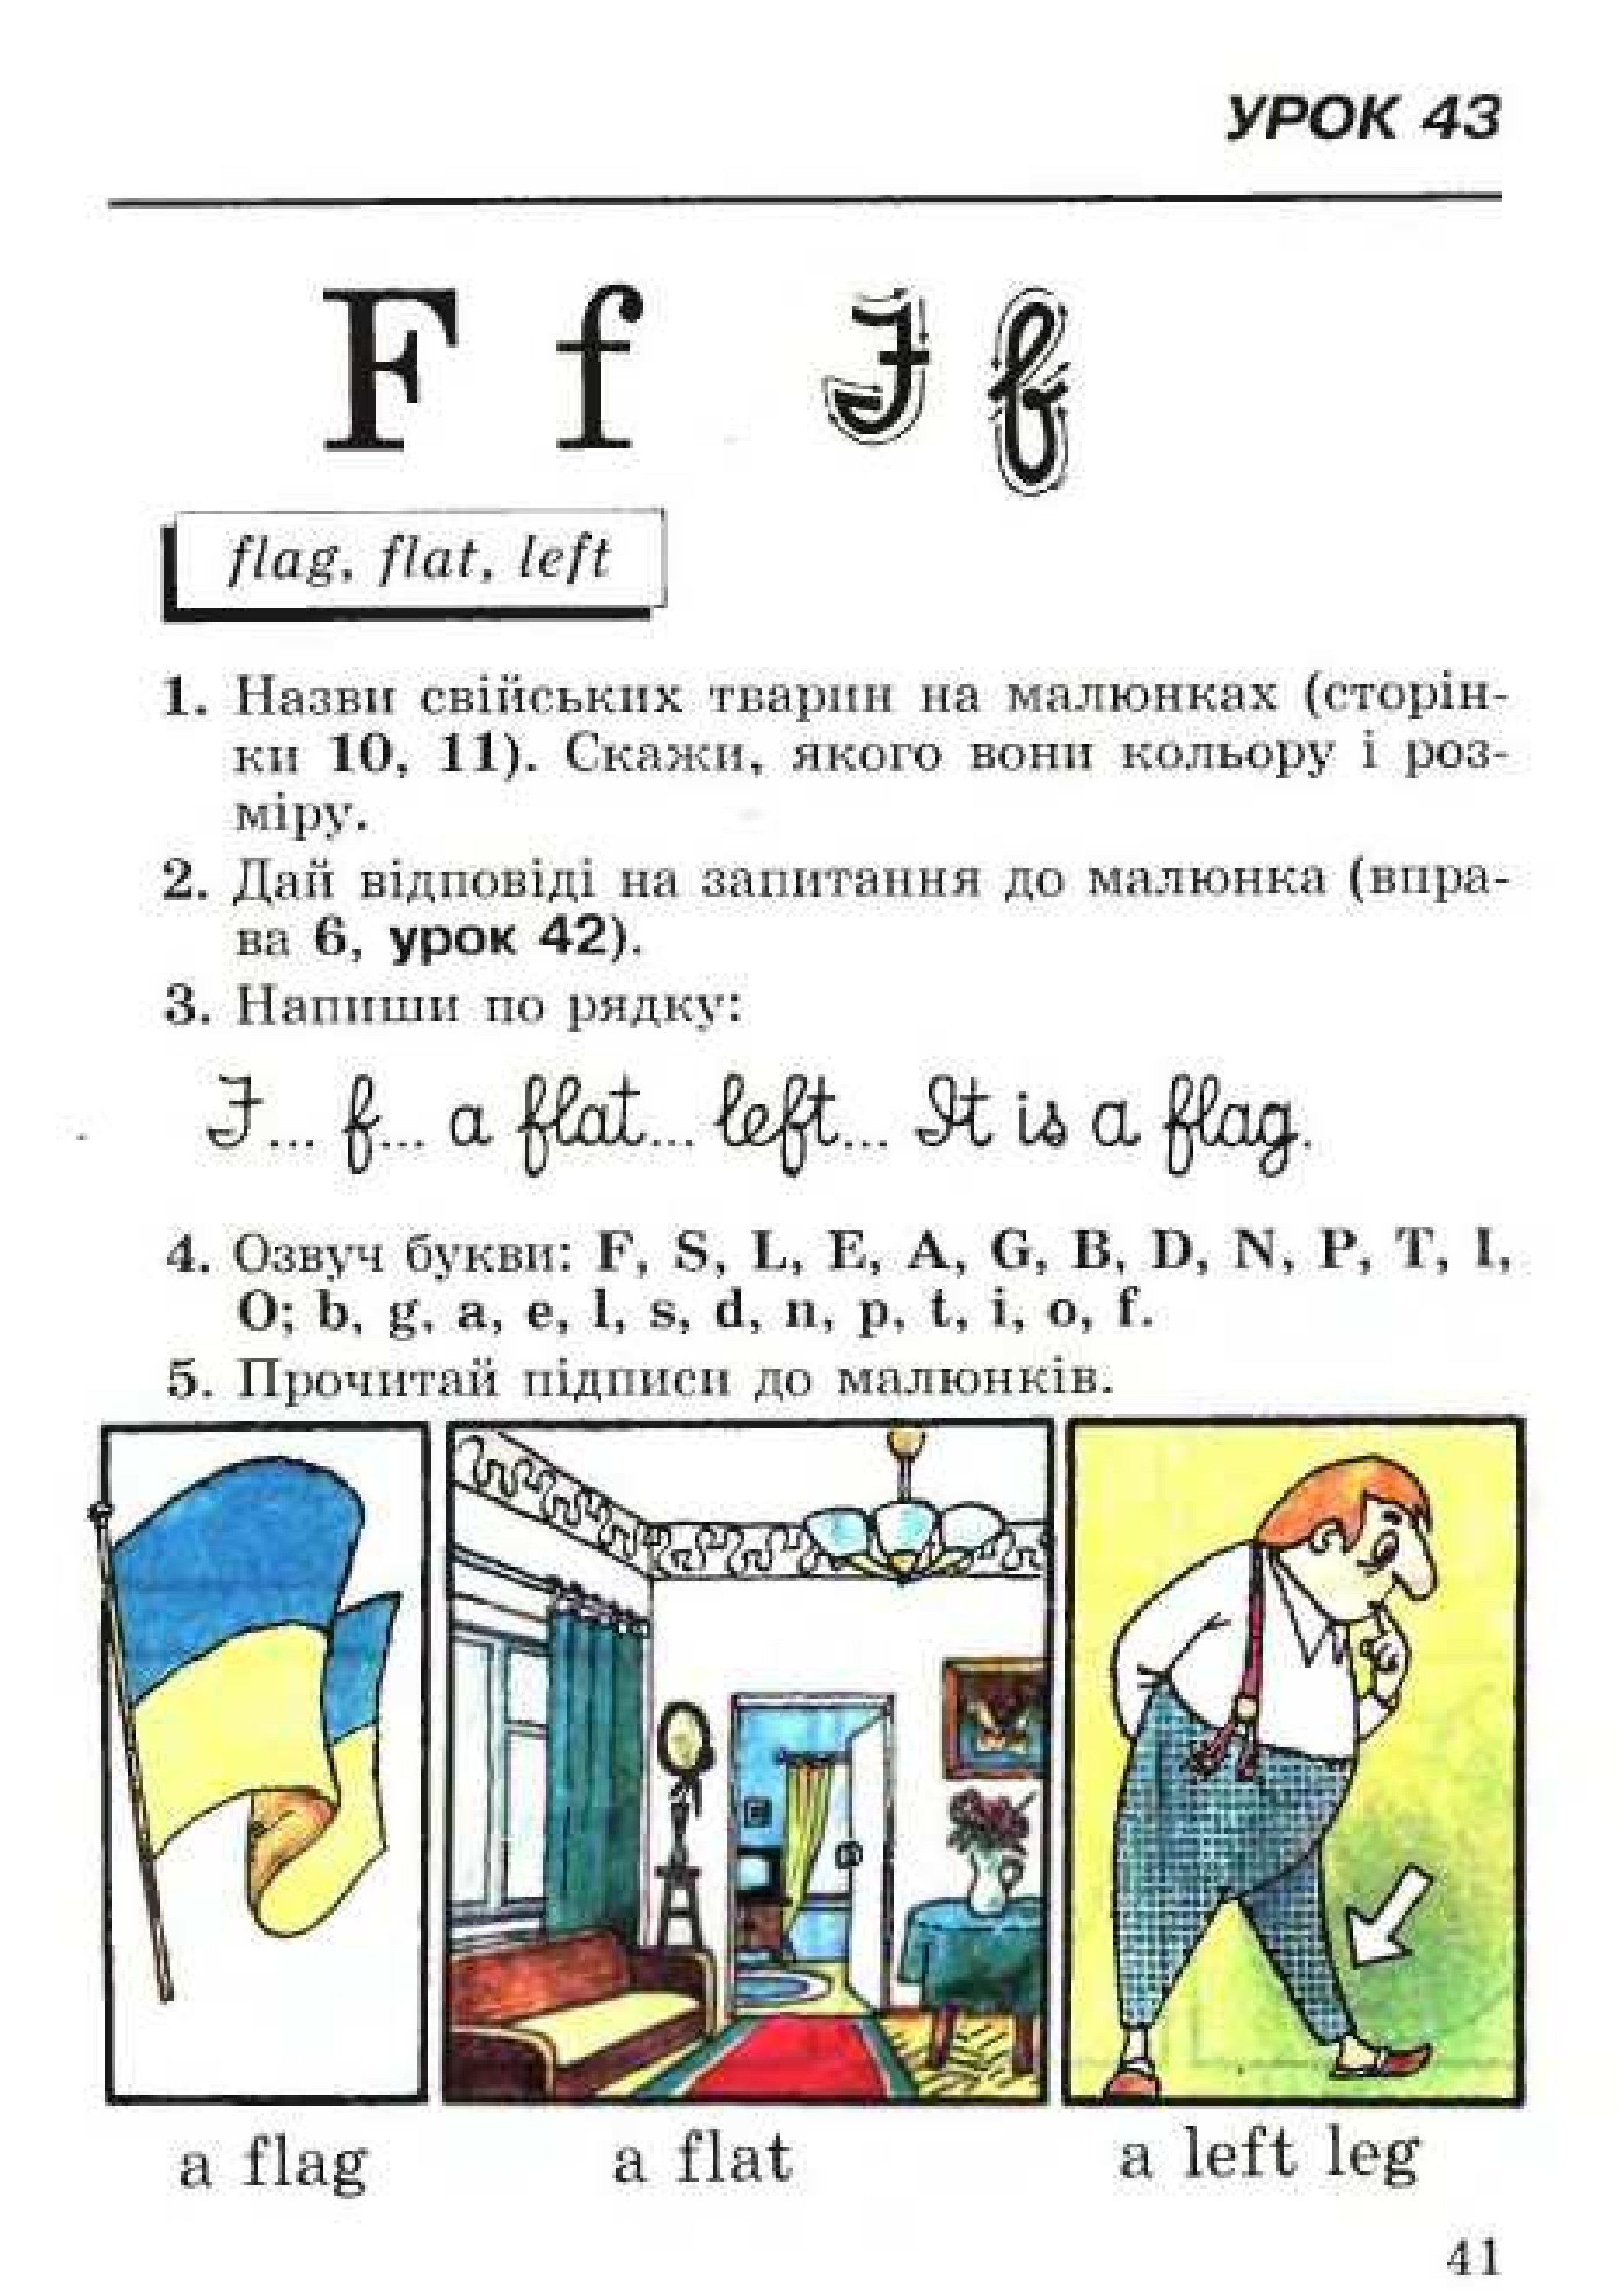 УРОК 43
F f F f
flag, flat, left
1. Назви свійських тварин на малюнках (сторін-
ки 10, 11). Скажи, якого вони кольору і роз-
міру.
2. Дай відповіді на запитання до малюнка (впра-
ва 6, урок 42).
3. Напиши по рядку:
F... f... a flat... left... It is a flag.
4. Озвуч букви: F, S, L, E, A, G, B, D, N, P, T, I,
O; b, g, a, e, l, s, d, n, p, t, i, o, f.
5. Прочитай підписи до малюнків.
a flag a flat a left leg
41